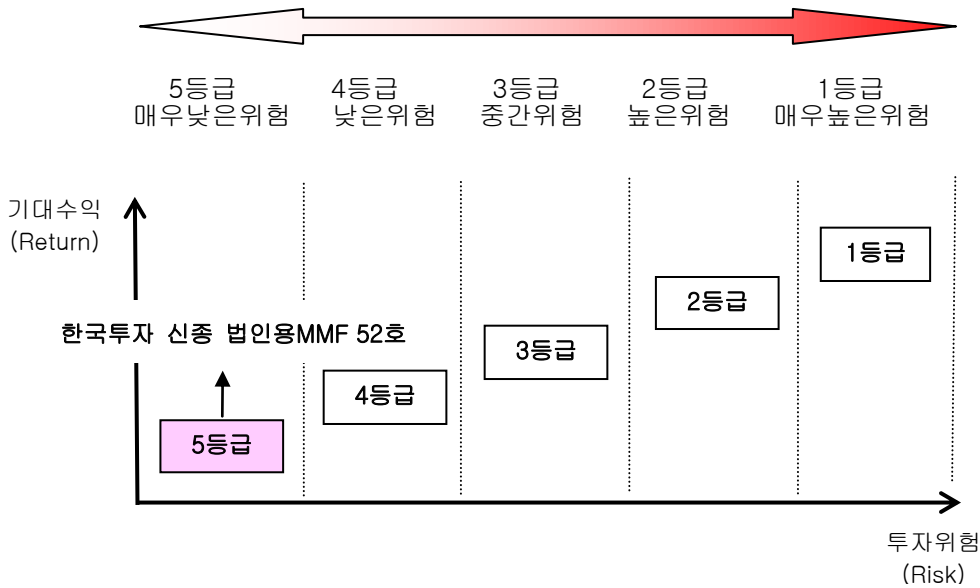 5등급 4등급 3등급 2등급 1등급
매우낮은위험 낮은위험 중간위험 높은위험 매우높은위험
기대수익
(Return)
1등급
2등급
한국투자 신종 법인용MMF 52호
3등급
4등급
5등급
투자위험
(Risk)